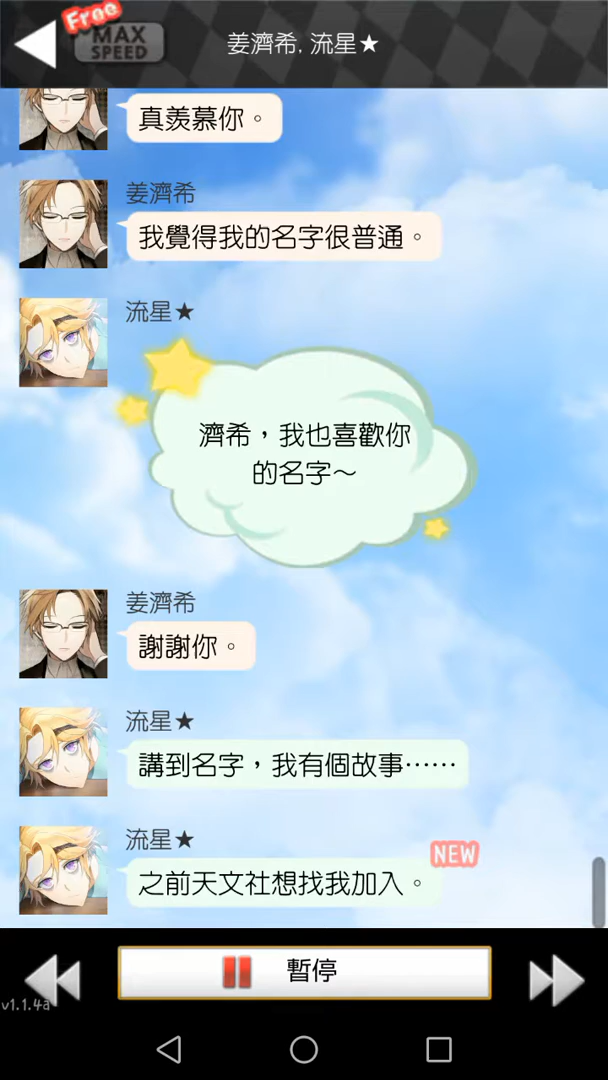 Free
MAX
SPEED
姜濟希, 流星★
真羨慕你。
姜濟希
我覺得我的名字很普通。
流星★
濟希，我也喜歡你
的名字～
姜濟希
謝謝你。
流星★
講到名字，我有個故事⋯⋯
流星★
NEW
之前天文社想找我加入。
暫停
v1.1.4a